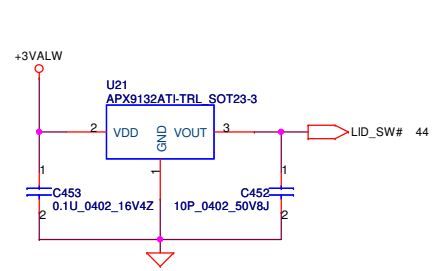 +3VALW
U21
APX9132ATI-TRL_SOT23-3
2 VDD GND VOUT 3
LID_SW# 44
1
1 1
C453 C452
0.1U_0402_16V4Z 10P_0402_50V8J
2 2